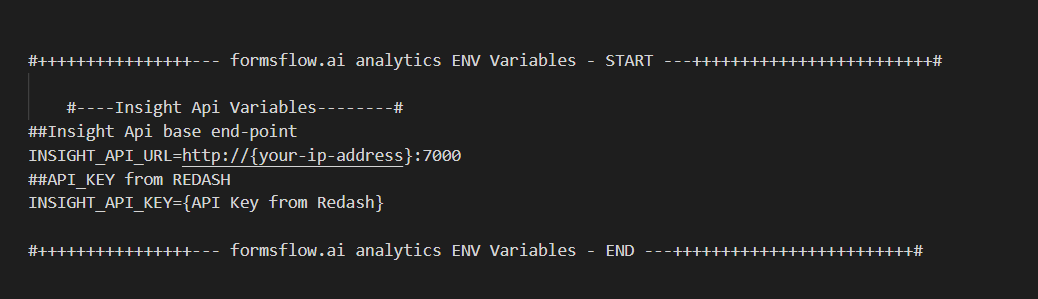 #++++++++++++++++--- formsflow.ai analytics ENV Variables - START ---+++++++++++++++++++++++++#
#----Insight Api Variables--------#
##Insight Api base end-point
INSIGHT_API_URL=http://{your-ip-address}:7000
##API_KEY from REDASH
INSIGHT_API_KEY={API Key from Redash}
#++++++++++++++++--- formsflow.ai analytics ENV Variables - END ---+++++++++++++++++++++++++#